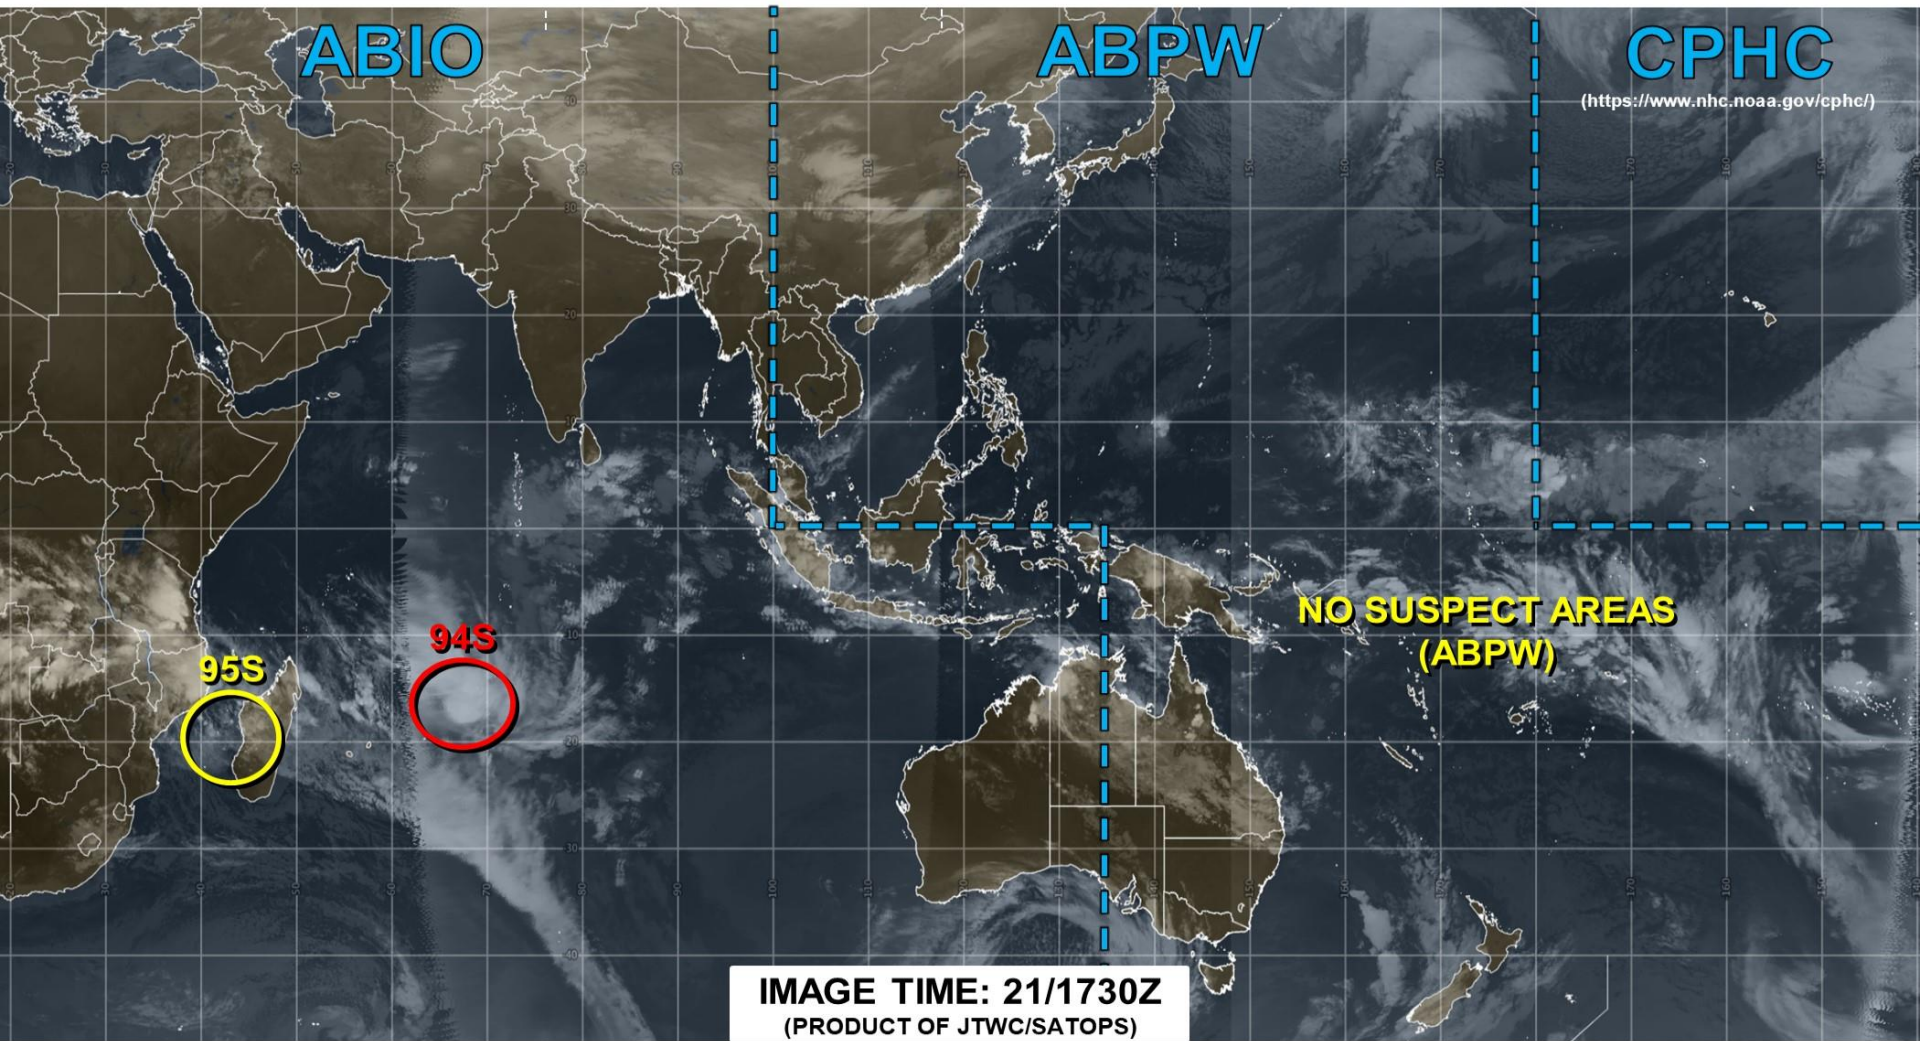 ABIO
ABPW
CPHC
(https://www.nhc.noaa.gov/cphc/)
94S
95S
NO SUSPECT AREAS
(ABPW)
IMAGE TIME: 21/1730Z
(PRODUCT OF JTWC/SATOPS)